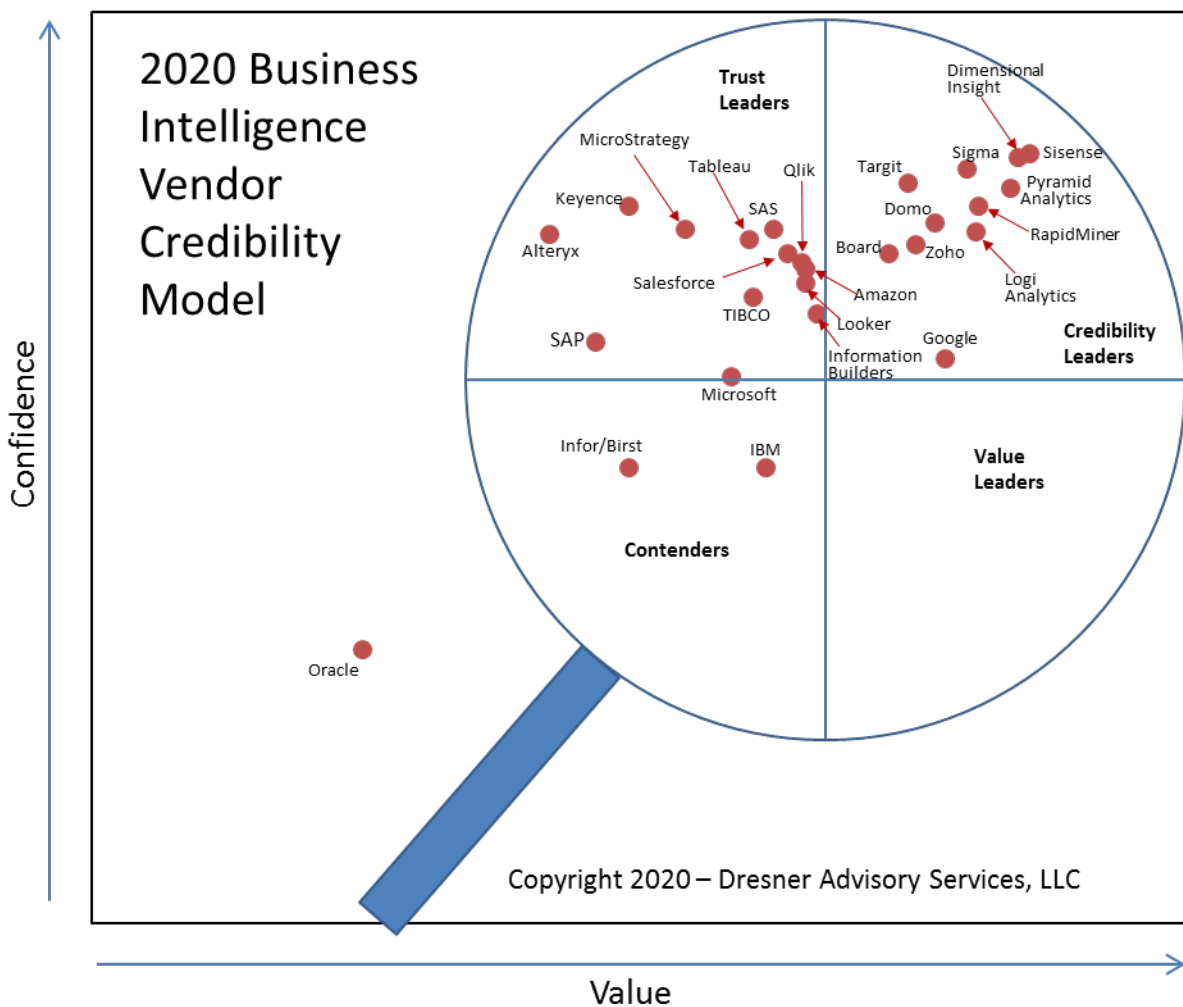 2020 Business
Intelligence
Vendor
Credibility
Model
Trust
Leaders
Dimensional
Insight
MicroStrategy
Tableau
Qlik
Sigma
Sisense
Targit
Pyramid
Analytics
Keyence
SAS
Domo
RapidMiner
Alteryx
Board
Zoho
Salesforce
Logi
Analytics
Amazon
TIBCO
Looker
SAP
Google
Credibility
Leaders
Information
Builders
Microsoft
Infor/Birst
IBM
Value
Leaders
Contenders
Oracle
Copyright 2020 – Dresner Advisory Services, LLC
Confidence
Value